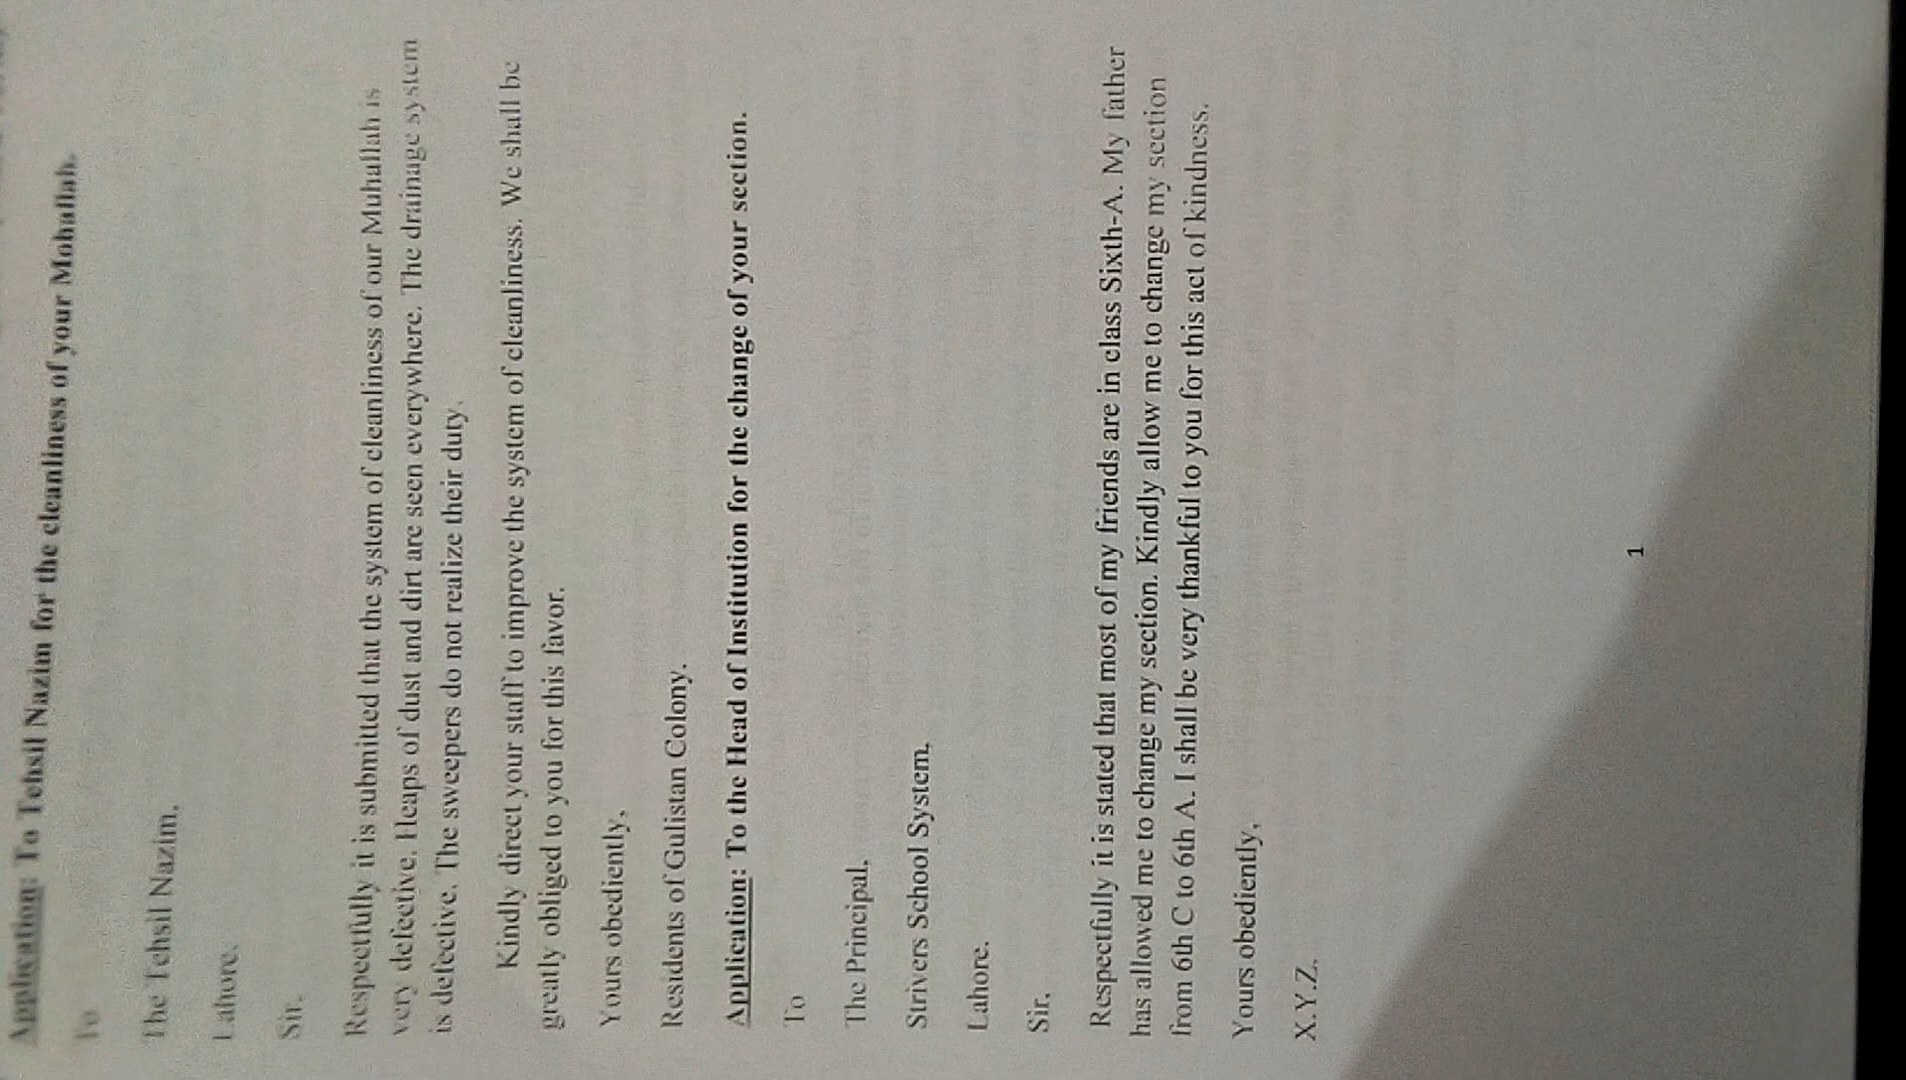 Application: To Tehsil Nazim for the cleanliness of your Mohallah.
To
The Tehsil Nazim.
Lahore.
Sir.
Respectfully it is submitted that the system of cleanliness of our Muhallah is
very defective. Heaps of dust and dirt are seen everywhere. The drainage system
is defective. The sweepers do not realize their duty.
Kindly direct your staff to improve the system of cleanliness. We shall be
greatly obliged to you for this favor.
Yours obediently,
Residents of Gulistan Colony.
Application: To the Head of Institution for the change of your section.
To
The Principal,
Strivers School System,
Lahore.
Sir,
Respectfully it is stated that most of my friends are in class Sixth-A. My father
has allowed me to change my section. Kindly allow me to change my section
from 6th C to 6th A. I shall be very thankful to you for this act of kindness.
Yours obediently,
X.Y.Z.
1